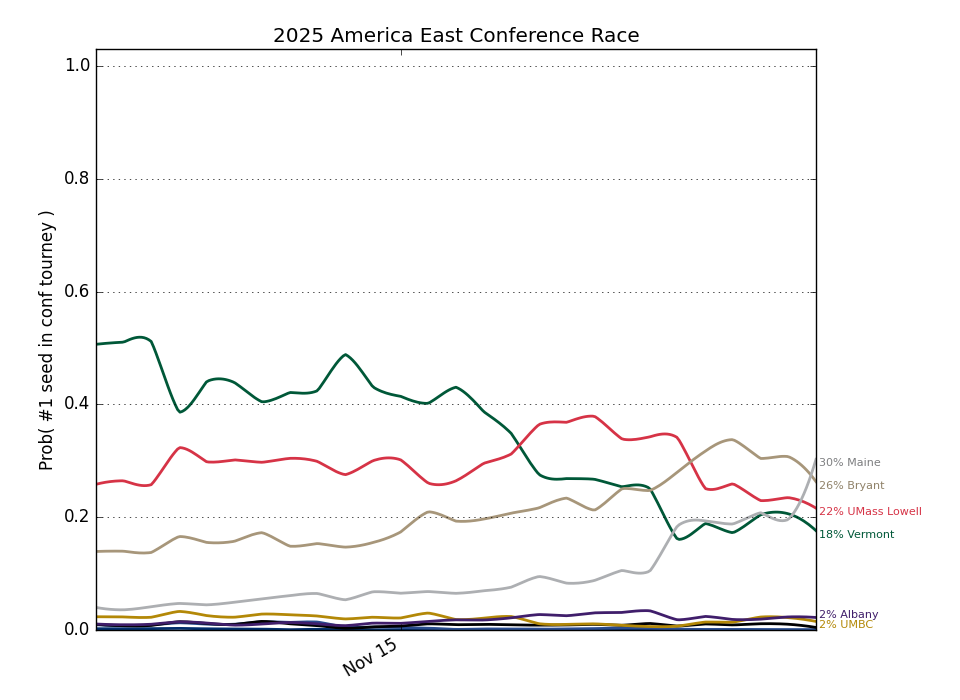 2025 America East Conference Race
Prob( #1 seed in conf tourney )
1.0
0.8
0.6
0.4
0.2
0.0
Nov 15
30% Maine
26% Bryant
22% UMass Lowell
18% Vermont
2% Albany
2% UMBC